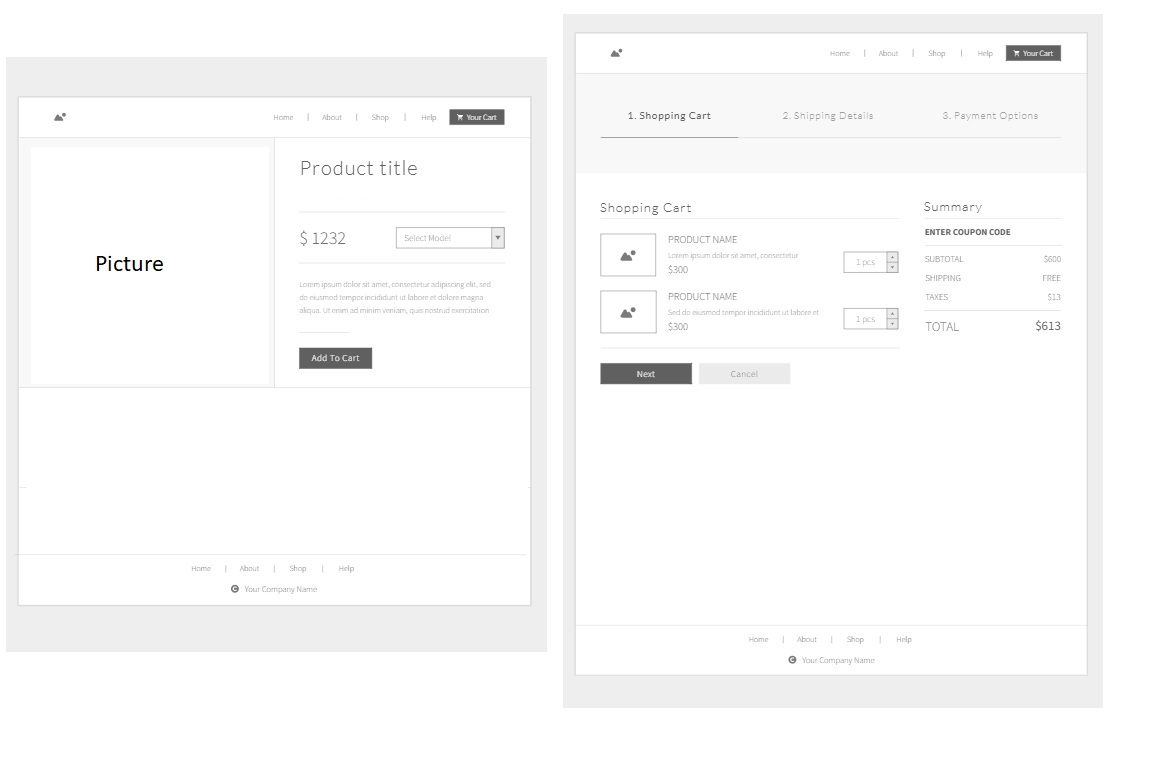 Home | About | Shop | Help Your Cart
Picture
Product title
$ 1232 Select Model
Lorem ipsum dolor sit amet, consectetur adipiscing elit, sed
do eiusmod tempor incididunt ut labore et dolore magna
aliqua. Ut enim ad minim veniam, quis nostrud exercitation
Add To Cart
Home | About | Shop | Help
© Your Company Name
Home | About | Shop | Help Your Cart
1. Shopping Cart 2. Shipping Details 3. Payment Options
Shopping Cart
PRODUCT NAME
Lorem ipsum dolor sit amet, consectetur
$300
1 pcs
PRODUCT NAME
Sed do eiusmod tempor incididunt ut labore et
$300
1 pcs
Next Cancel
Summary
ENTER COUPON CODE
SUBTOTAL $600
SHIPPING FREE
TAXES $13
TOTAL $613
Home | About | Shop | Help
© Your Company Name